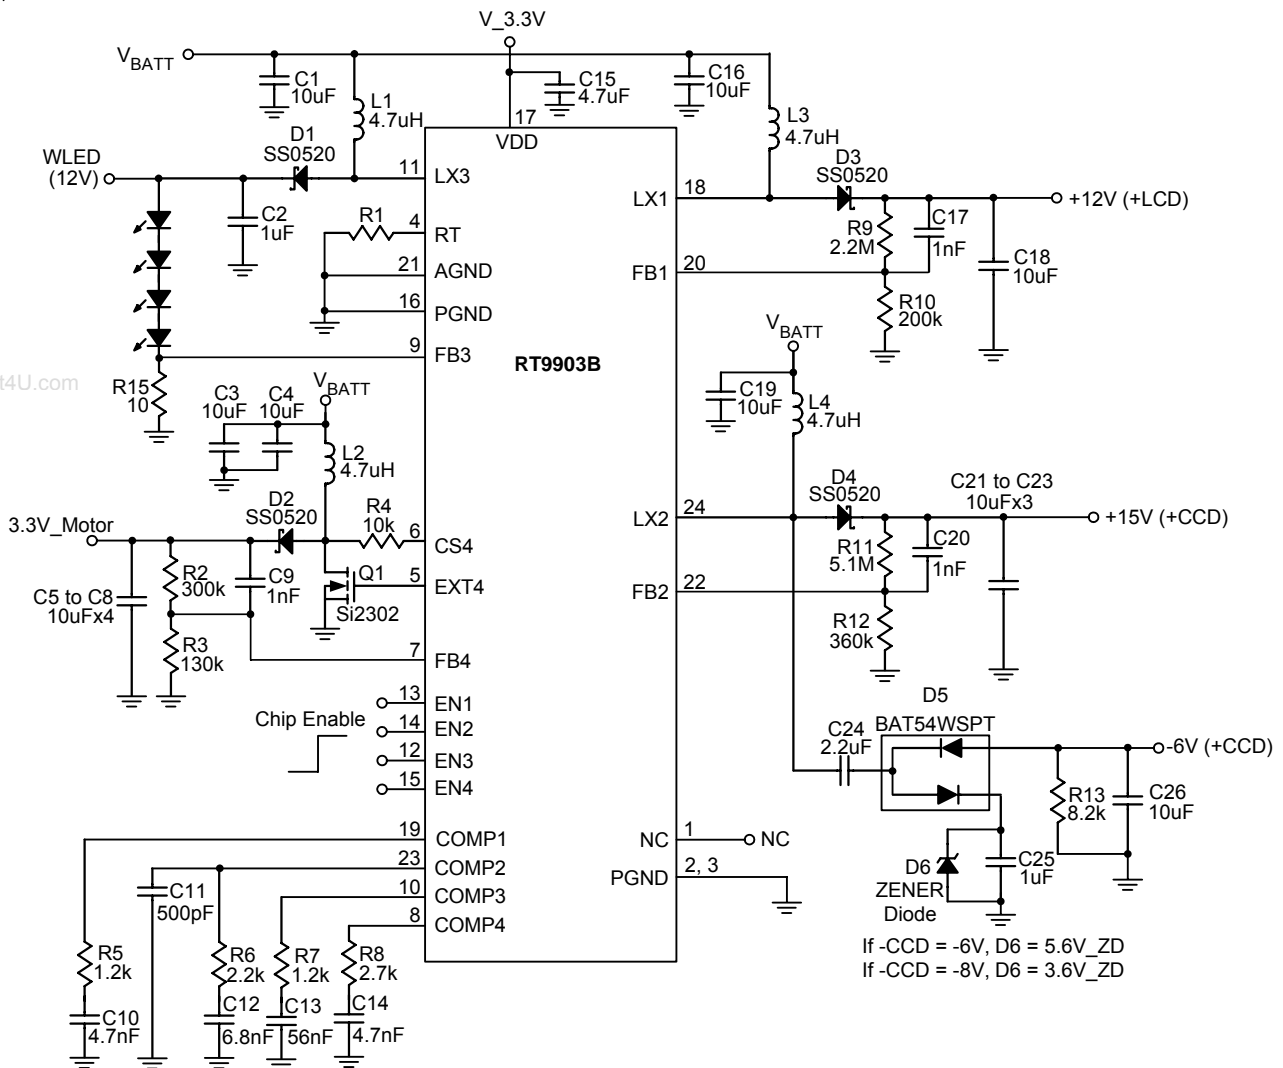 V_3.3V
VBATT
C1
10uF
L1
4.7uH
C15
4.7uF
C16
10uF
L3
4.7uH
17
VDD
D1
SS0520
WLED
(12V)
11
LX3
C2
1uF
R1
4
RT
21
AGND
16
PGND
9
FB3
RT9903B
LX1
18
D3
SS0520
+12V (+LCD)
R9
2.2M
C17
1nF
C18
10uF
FB1
20
R10
200k
t4U.com
R15
10
C3
10uF
C4
10uF
VBATT
L2
4.7uH
VBATT
C19
10uF
L4
4.7uH
3.3V_Motor
D2
SS0520
R4
10k
6
CS4
R2
300k
C9
1nF
Q1
Si2302
5
EXT4
C5 to C8
10uFx4
R3
130k
7
FB4
LX2
24
D4
SS0520
C21 to C23
10uFx3
+15V (+CCD)
R11
5.1M
C20
1nF
FB2
22
R12
360k
Chip Enable
13
EN1
14
EN2
12
EN3
15
EN4
D5
BAT54WSPT
C24
2.2uF
-6V (+CCD)
R13
8.2k
C26
10uF
D6
ZENER
Diode
C25
1uF
NC
1
NC
PGND
2, 3
If -CCD = -6V, D6 = 5.6V_ZD
If -CCD = -8V, D6 = 3.6V_ZD
19
COMP1
23
COMP2
10
COMP3
8
COMP4
C11
500pF
R5
1.2k
R6
2.2k
R7
1.2k
R8
2.7k
C10
4.7nF
C12
6.8nF
C13
56nF
C14
4.7nF